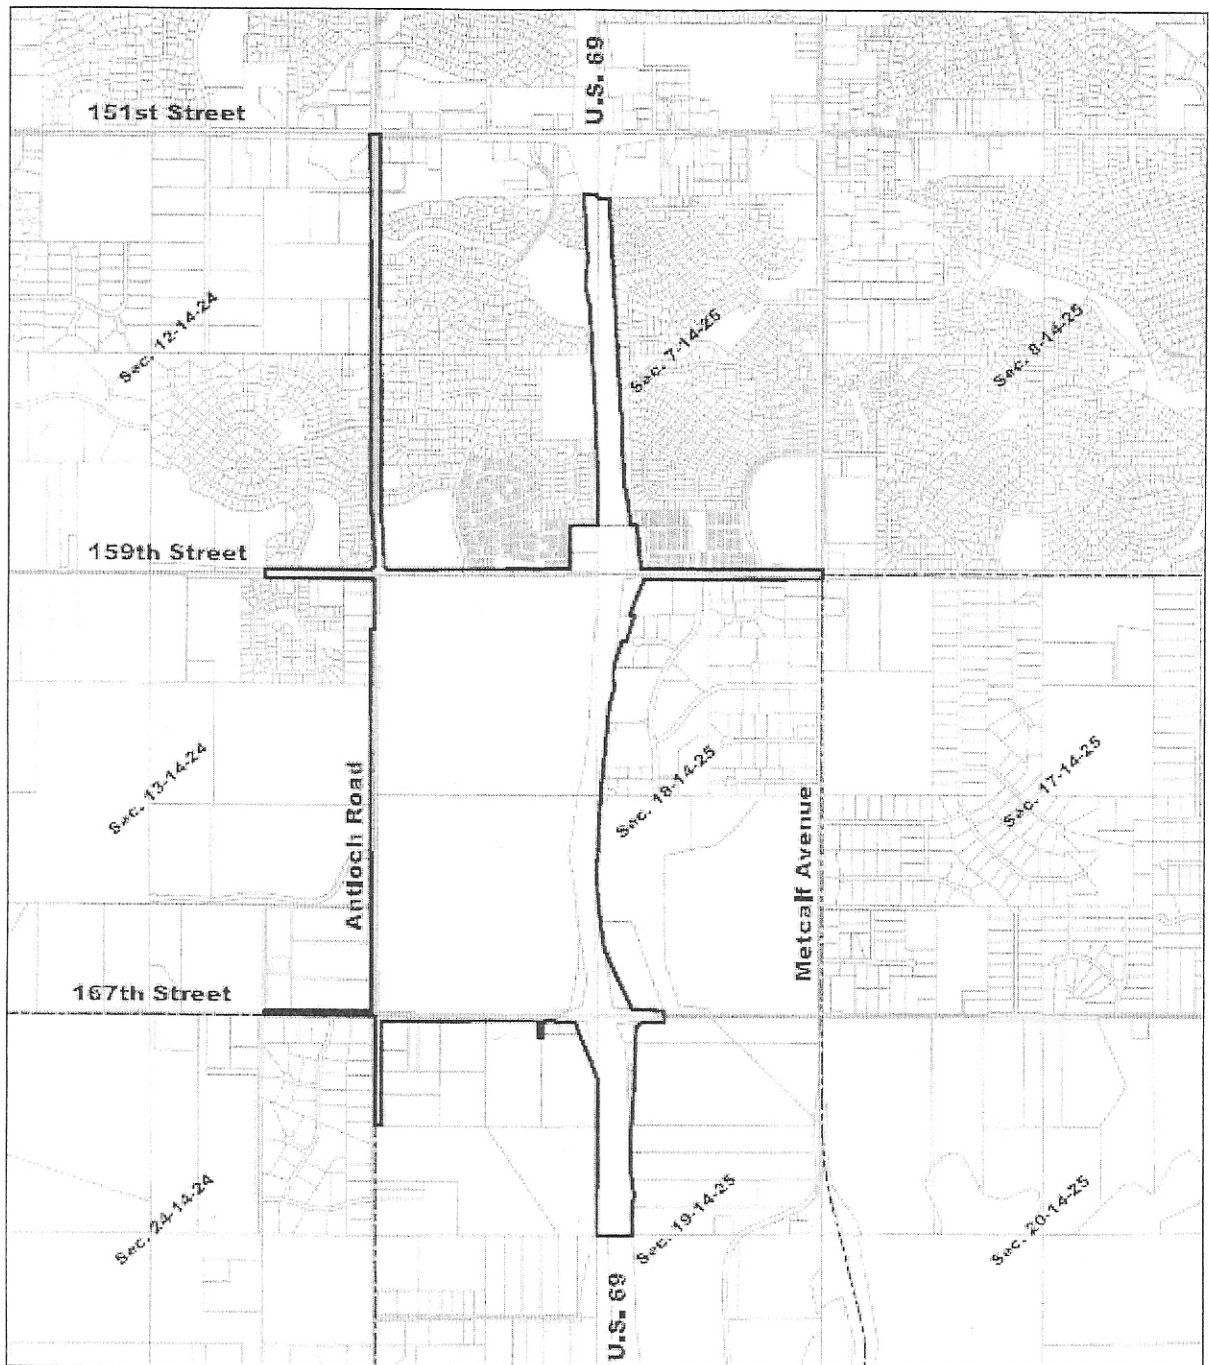 U.S. 69
151st Street
Sec. 12-14-24
Sec. 7-14-25
Sec. 8-14-25
159th Street
Sec. 13-14-24
Antioch Road
Sec. 18-14-25
Metcalf Avenue
Sec. 17-14-25
167th Street
Sec. 24-14-24
Sec. 19-14-25
Sec. 20-14-25
U.S. 69